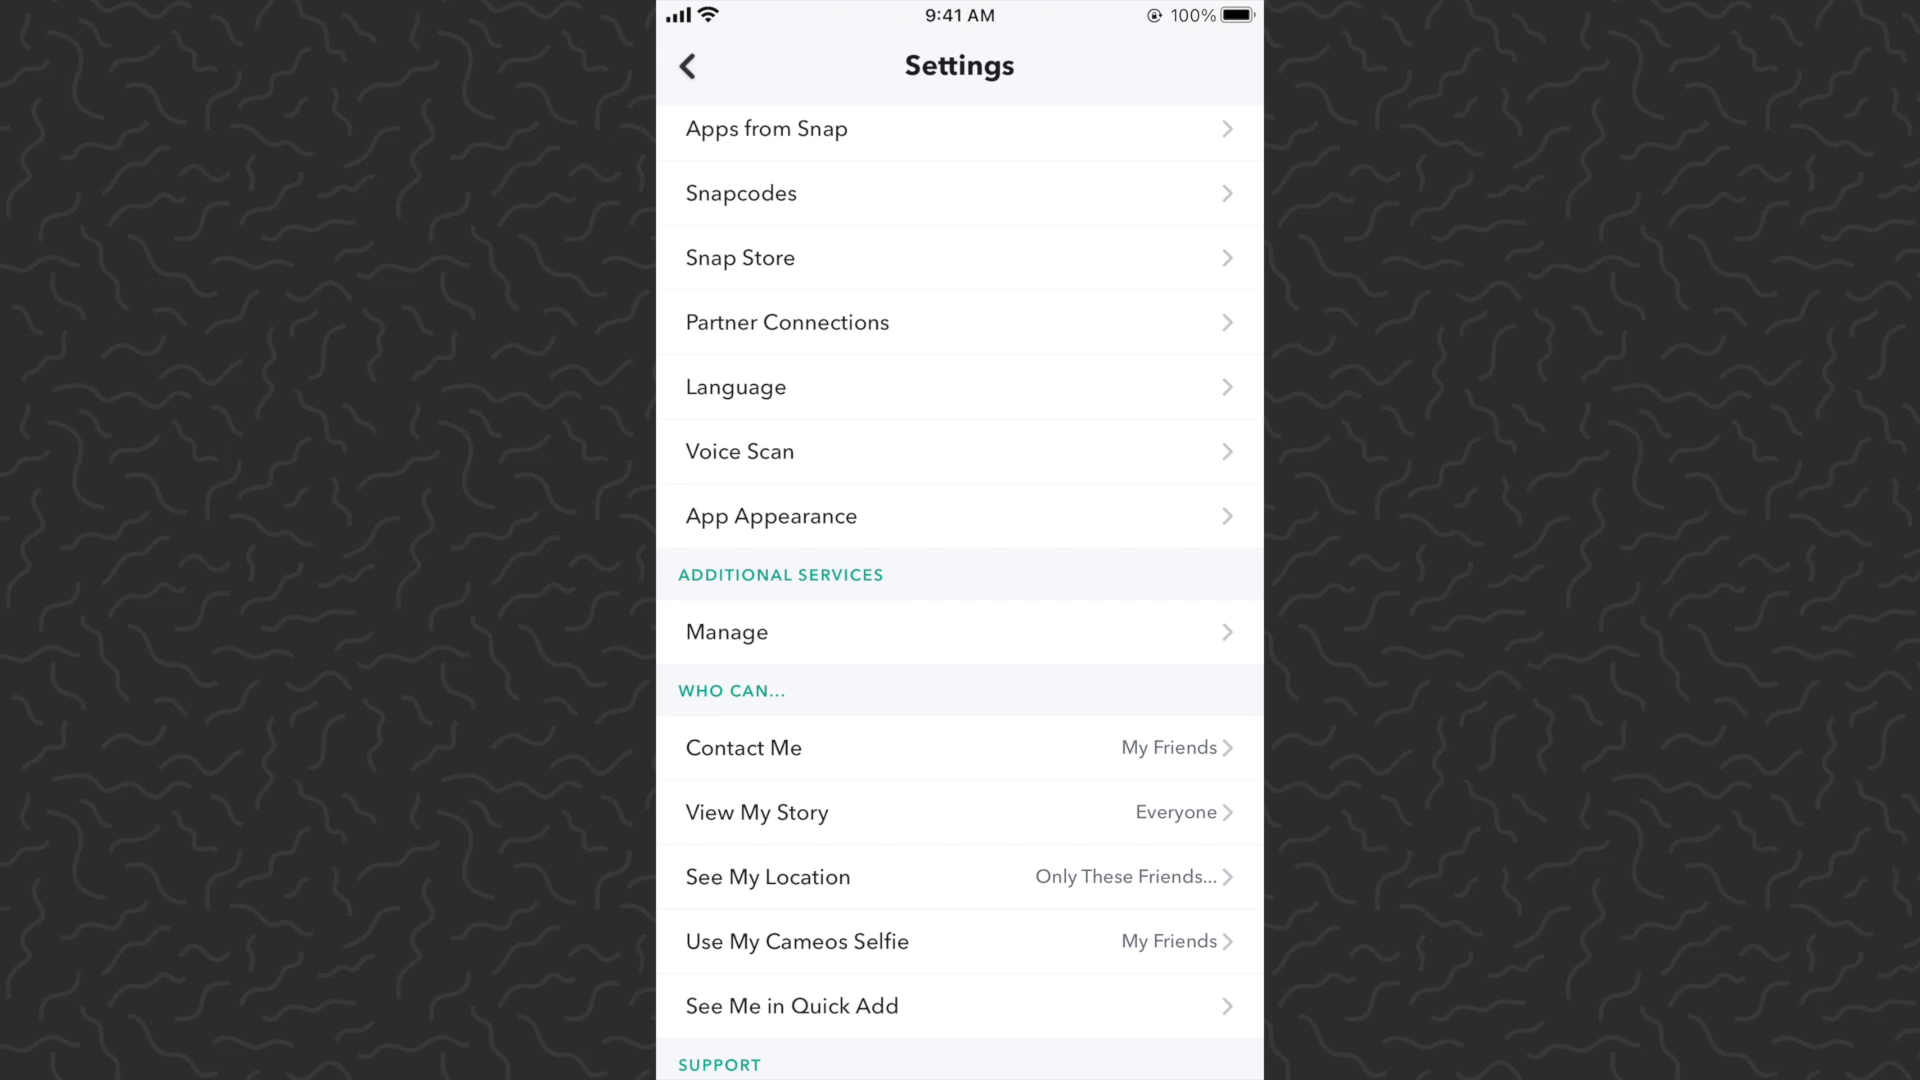 9:41 AM
100%
Settings
Apps from Snap
Snapcodes
Snap Store
Partner Connections
Language
Voice Scan
App Appearance
ADDITIONAL SERVICES
Manage
WHO CAN...
Contact Me My Friends
View My Story Everyone
See My Location Only These Friends...
Use My Cameos Selfie My Friends
See Me in Quick Add
SUPPORT